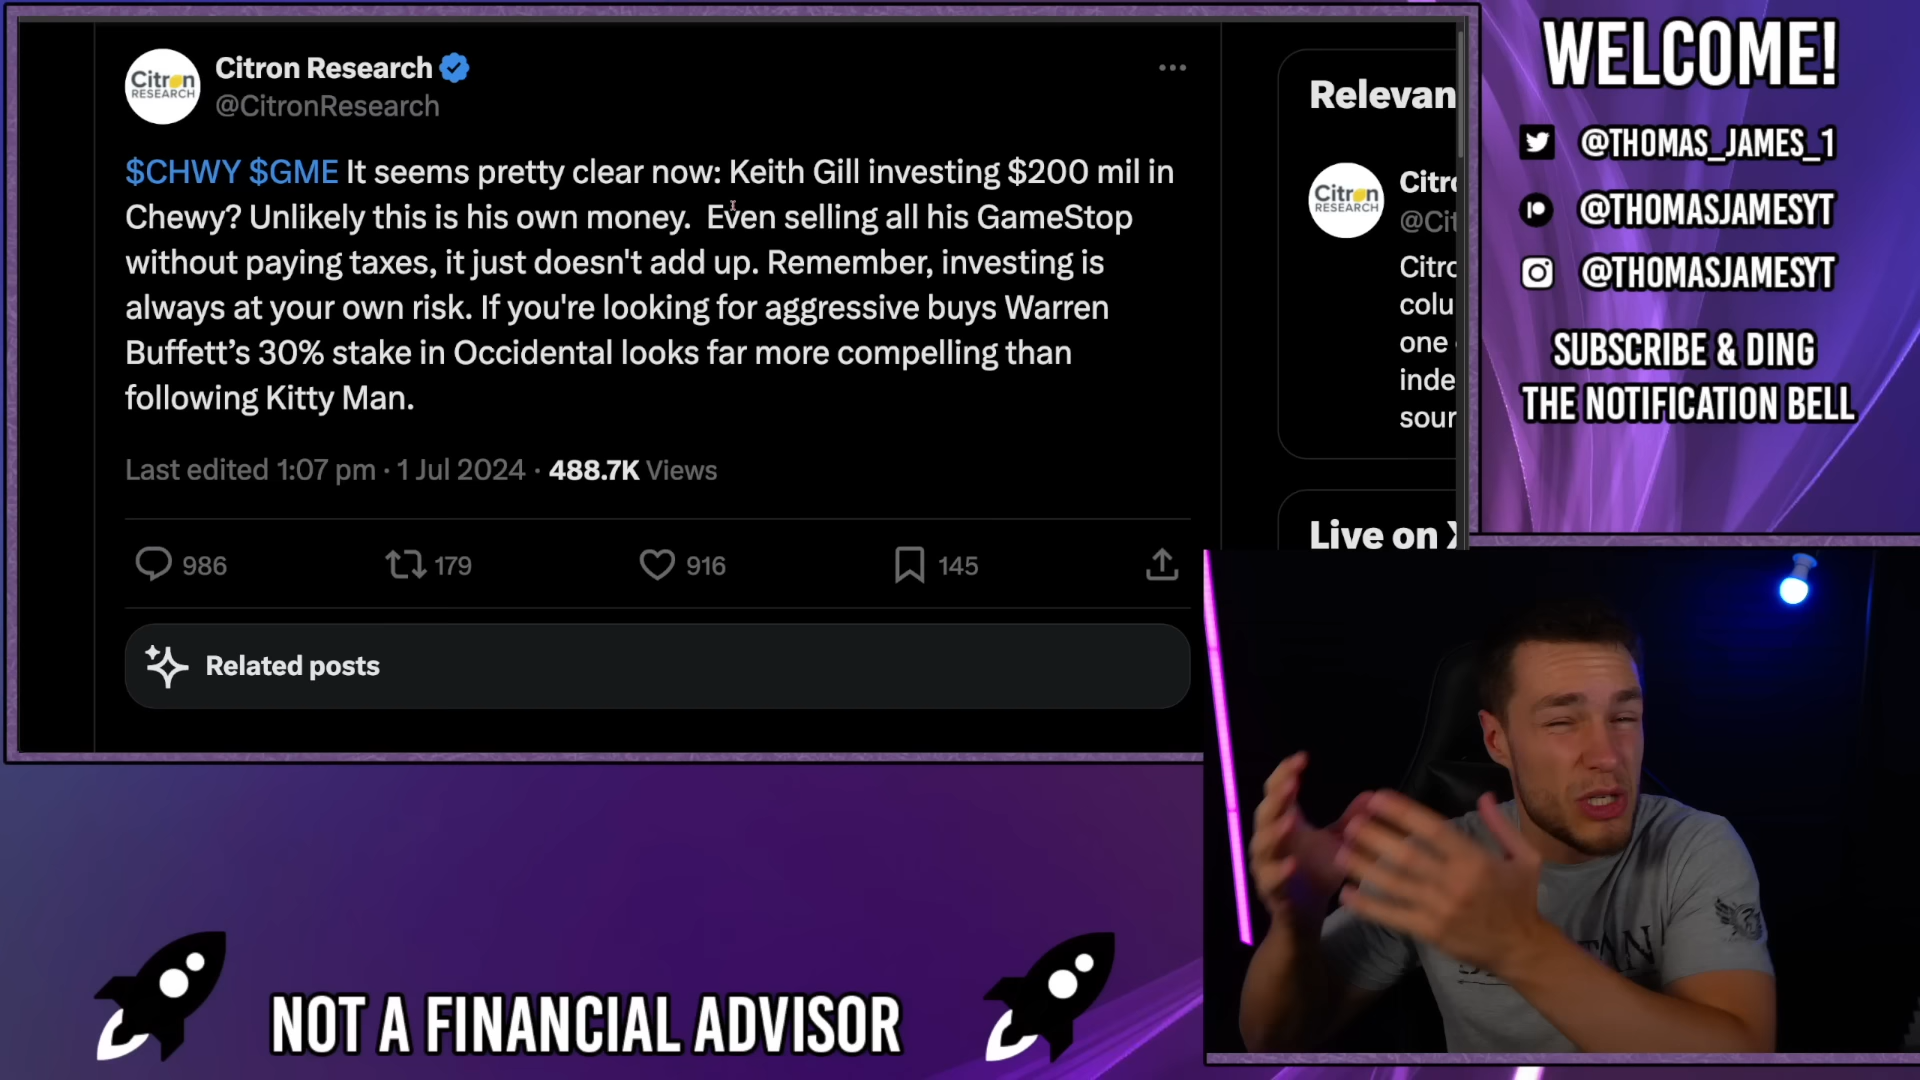 Citron Research
@CitronResearch
Citron
RESEARCH
$CHWY $GME It seems pretty clear now: Keith Gill investing $200 mil in
Chewy? Unlikely this is his own money.  Even selling all his GameStop
without paying taxes, it just doesn't add up. Remember, investing is
always at your own risk. If you're looking for aggressive buys Warren
Buffett’s 30% stake in Occidental looks far more compelling than
following Kitty Man.
Last edited 1:07 pm · 1 Jul 2024 · 488.7K Views
986 179 916 145
Related posts
Relevan
Citron
RESEARCH
Citr
@Cit
Citro
colu
one
inde
sour
Live on
WELCOME!
@THOMAS_JAMES_1
@THOMASJAMESYT
@THOMASJAMESYT
SUBSCRIBE & DING
THE NOTIFICATION BELL
NOT A FINANCIAL ADVISOR